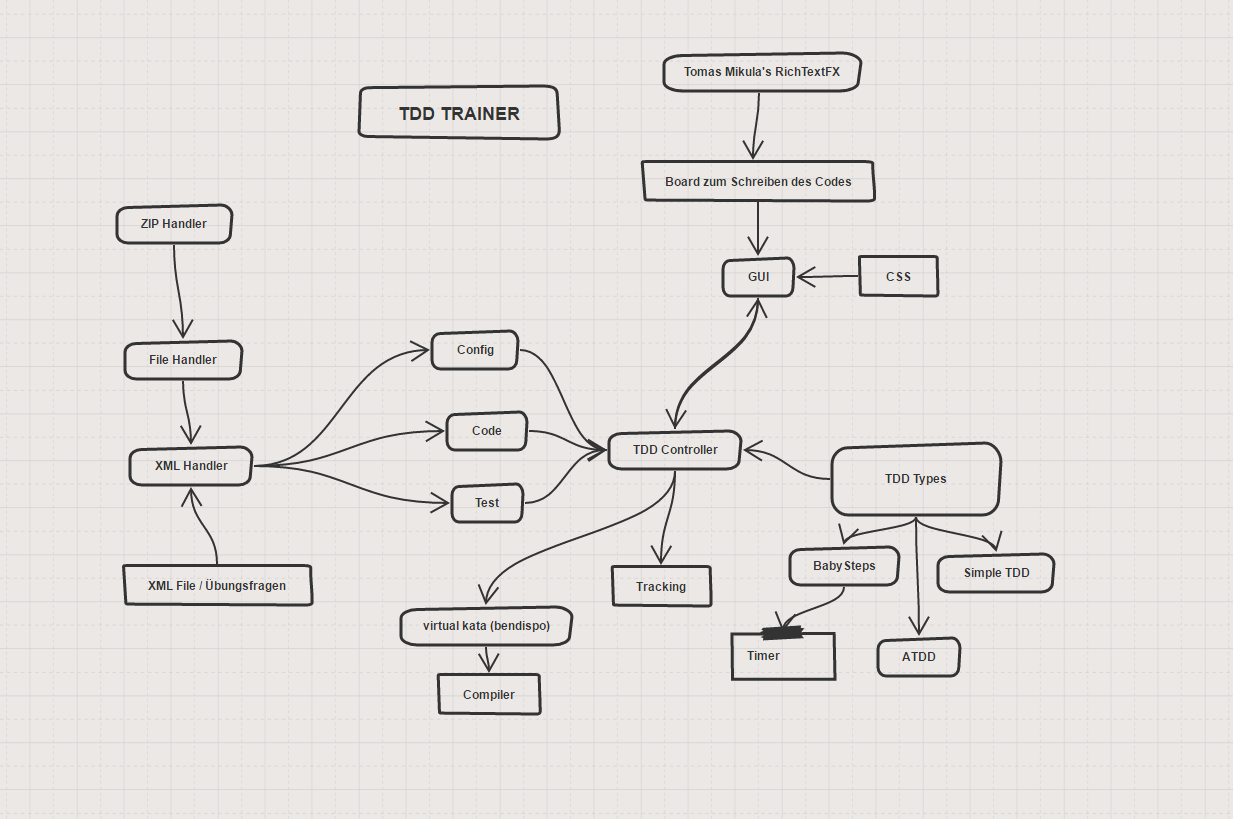 Tomas Mikula's RichTextFX
TDD TRAINER
Board zum Schreiben des Codes
ZIP Handler
GUI
CSS
File Handler
Config
Code
TDD Controller
XML Handler
TDD Types
Test
XML File / Übungsfragen
Tracking
BabySteps
Simple TDD
virtual kata (bendispo)
Timer
ATDD
Compiler